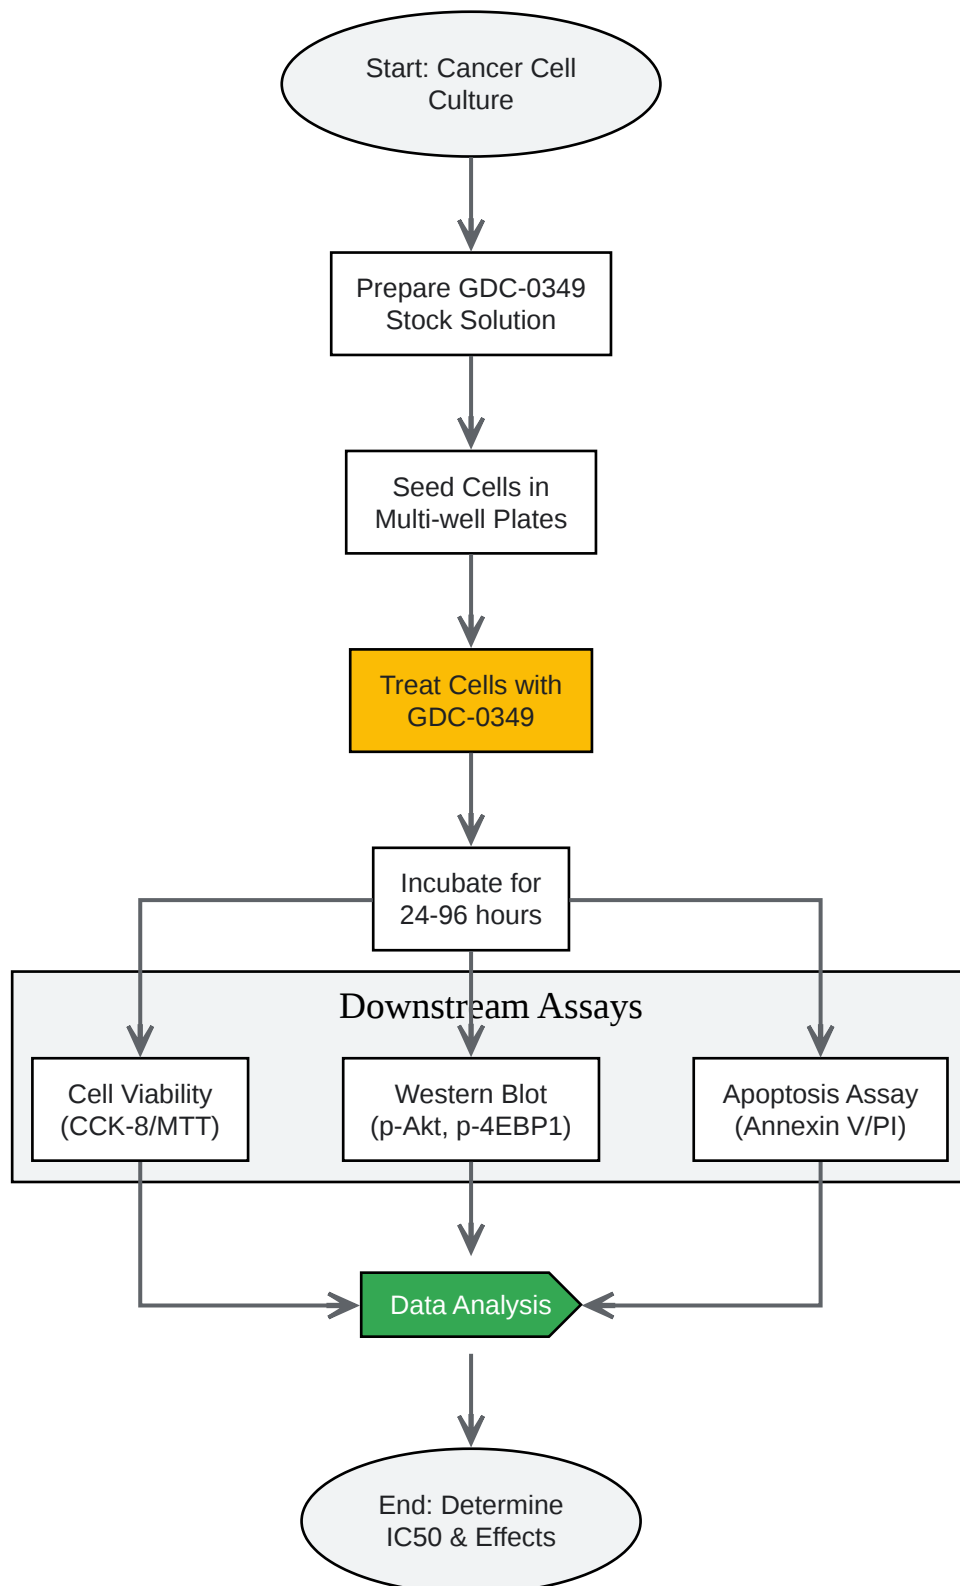 Start: Cancer Cell
Culture
Prepare GDC-0349
Stock Solution
Seed Cells in
Multi-well Plates
Treat Cells with
GDC-0349
Incubate for
24-96 hours
Downstream Assays
Cell Viability
(CCK-8/MTT)
Western Blot
(p-Akt, p-4EBP1)
Apoptosis Assay
(Annexin V/PI)
Data Analysis
End: Determine
IC50 & Effects